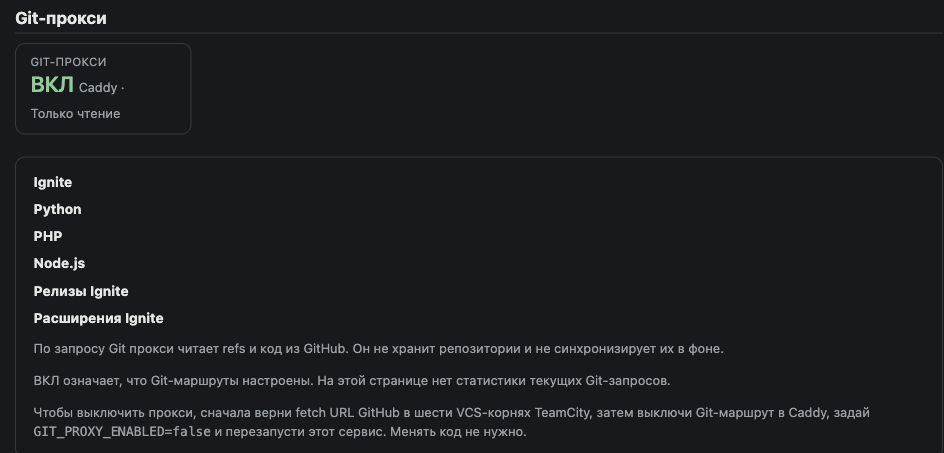 Git-прокси
GIT-ПРОКСИ
ВКЛ Caddy ·
Только чтение
Ignite
Python
PHP
Node.js
Релизы Ignite
Расширения Ignite
По запросу Git прокси читает refs и код из GitHub. Он не хранит репозитории и не синхронизирует их в фоне.
ВКЛ означает, что Git-маршруты настроены. На этой странице нет статистики текущих Git-запросов.
Чтобы выключить прокси, сначала верни fetch URL GitHub в шести VCS-корнях TeamCity, затем выключи Git-маршрут в Caddy, задай
GIT_PROXY_ENABLED=false и перезапусти этот сервис. Менять код не нужно.